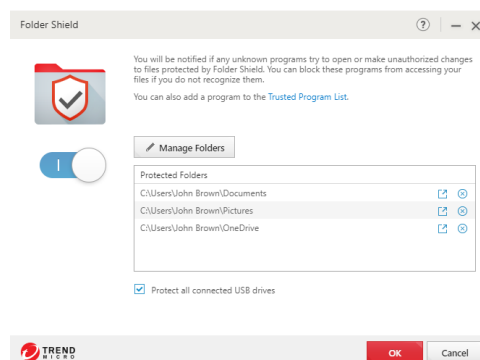 Folder Shield
You will be notified if any unknown programs try to open or make unauthorized changes
to files protected by Folder Shield. You can block these programs from accessing your
files if you do not recognize them.
You can also add a program to the Trusted Program List.
Manage Folders
Protected Folders
C:\Users\John Brown\Documents
C:\Users\John Brown\Pictures
C:\Users\John Brown\OneDrive
Protect all connected USB drives
TREND
MICRO
OK
Cancel